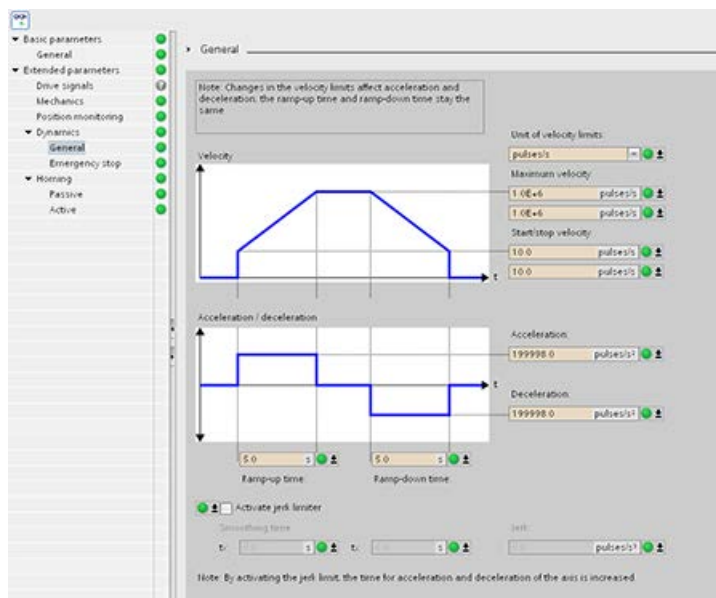 Basic parameters
General
Extended parameters
Drive signals
Mechanics
Position monitoring
Dynamics
General
Emergency stop
Homing
Passive
Active
General
Note: Changes in the velocity limits affect acceleration and
deceleration, the ramp-up time and ramp-down time stay the
same
Unit of velocity limits:
pulses/s
Velocity
Maximum velocity
1.0E+6 pulses/s
1.0E+6 pulses/s
Start/stop velocity:
10.0 pulses/s
10.0 pulses/s
t
Acceleration / deceleration
Acceleration:
199998.0 pulses/s²
t
Deceleration:
199998.0 pulses/s²
5.0 s
5.0 s
Ramp-up time:
Ramp-down time:
Activate jerk limiter
Smoothing time
Jerk:
t₁: s
t₂: s
pulses/s³
Note: By activating the jerk limit, the time for acceleration and deceleration of the axis is increased